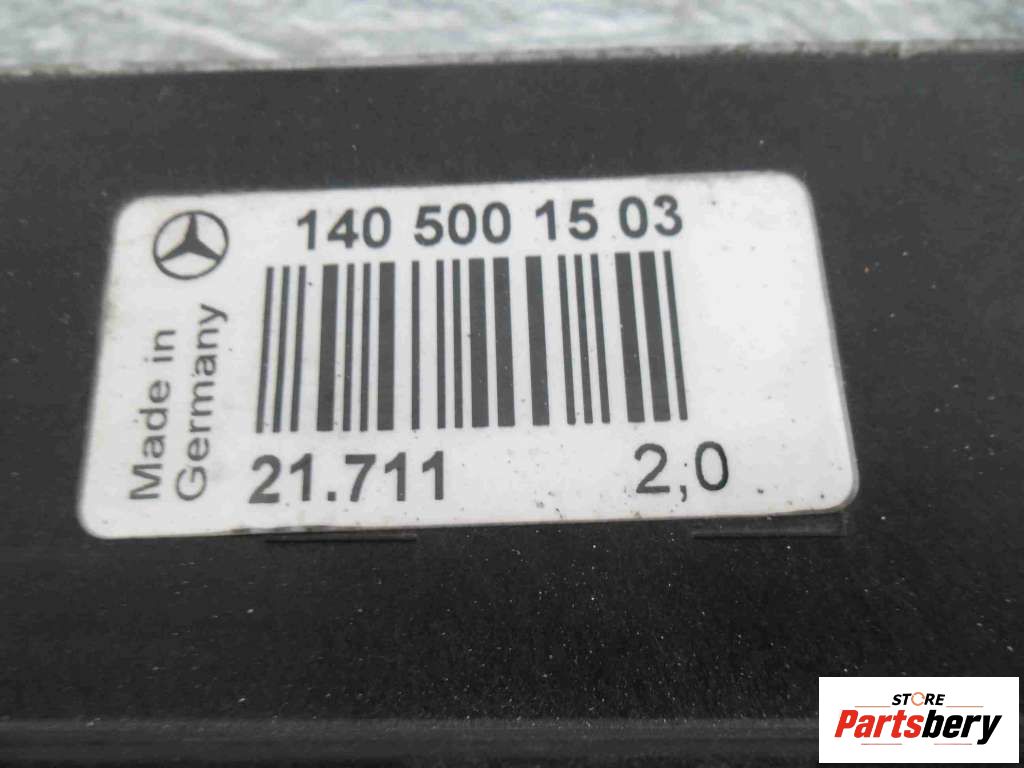 140 500 15 03
Made in
Germany
21.711 2,0
STORE
Partsbery